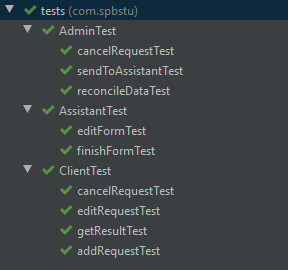 tests (com.spbstu)
AdminTest
cancelRequestTest
sendToAssistantTest
reconcileDataTest
AssistantTest
editFormTest
finishFormTest
ClientTest
cancelRequestTest
editRequestTest
getResultTest
addRequestTest